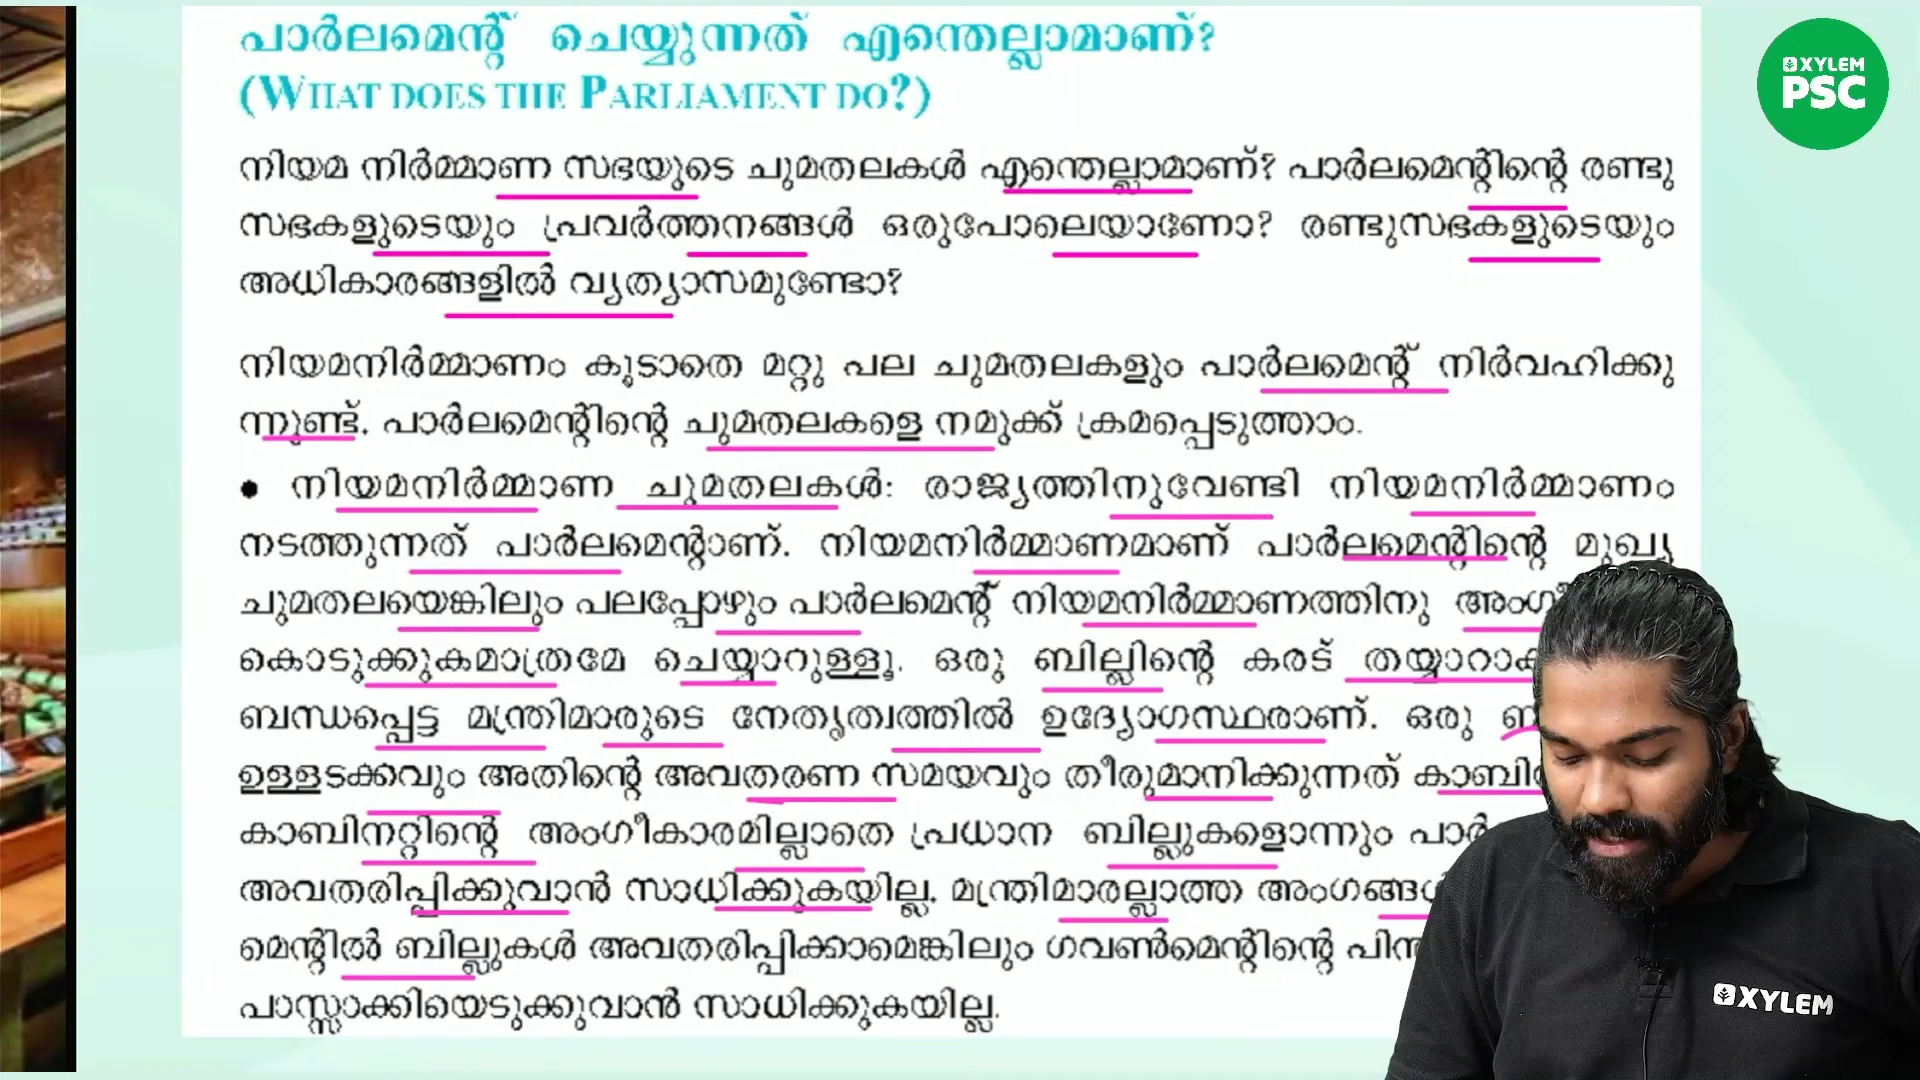 പാർലമെന്റ് ചെയ്യുന്നത് എന്തെല്ലാമാണ്?
(WHAT DOES THE PARLIAMENT DO?)
XYLEM
PSC
നിയമ നിർമ്മാണ സഭയുടെ ചുമതലകൾ എന്തെല്ലാമാണ്? പാർലമെന്റിന്റെ രണ്ടു
സഭകളുടെയും പ്രവർത്തനങ്ങൾ ഒരുപോലെയാണോ? രണ്ടുസഭകളുടെയും
അധികാരങ്ങളിൽ വ്യത്യാസമുണ്ടോ?
നിയമനിർമ്മാണം കൂടാതെ മറ്റു പല ചുമതലകളും പാർലമെന്റ് നിർവഹിക്കു
ന്നുണ്ട്. പാർലമെന്റിന്റെ ചുമതലകളെ നമുക്ക് ക്രമപ്പെടുത്താം.
• നിയമനിർമ്മാണ ചുമതലകൾ: രാജ്യത്തിനുവേണ്ടി നിയമനിർമ്മാണം
നടത്തുന്നത് പാർലമെന്റാണ്. നിയമനിർമ്മാണമാണ് പാർലമെന്റിന്റെ മുഖ്യ
ചുമതലയെങ്കിലും പലപ്പോഴും പാർലമെന്റ് നിയമനിർമ്മാണത്തിനു
കൊടുക്കുകമാത്രമേ ചെയ്യാറുള്ളൂ. ഒരു ബില്ലിന്റെ കരട്
ബന്ധപ്പെട്ട മന്ത്രിമാരുടെ നേതൃത്വത്തിൽ ഉദ്യോഗസ്ഥരാണ്. ഒരു
ഉള്ളടക്കവും അതിന്റെ അവതരണ സമയവും തീരുമാനിക്കുന്നത്
കാബിനറ്റിന്റെ അംഗീകാരമില്ലാതെ പ്രധാന ബില്ലുകളൊന്നും
അവതരിപ്പിക്കുവാൻ സാധിക്കുകയില്ല. മന്ത്രിമാരല്ലാത്ത
മെന്റിൽ ബില്ലുകൾ അവതരിപ്പിക്കാമെങ്കിലും ഗവൺമെന്റിന്റെ
പാസ്സാക്കിയെടുക്കുവാൻ സാധിക്കുകയില്ല.
XYLEM